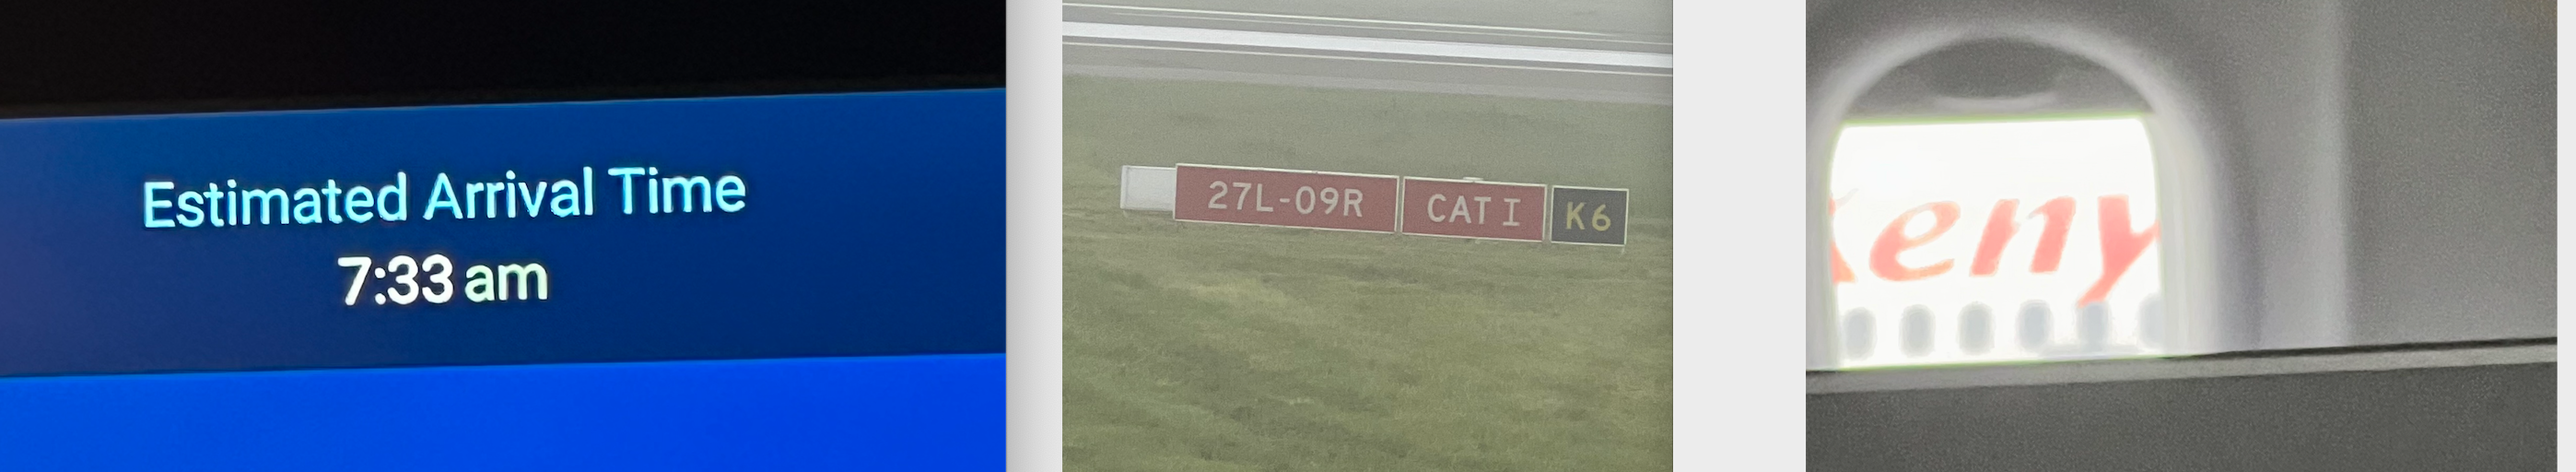 Estimated Arrival Time
7:33 am
27L-09R CAT I K6
Keny